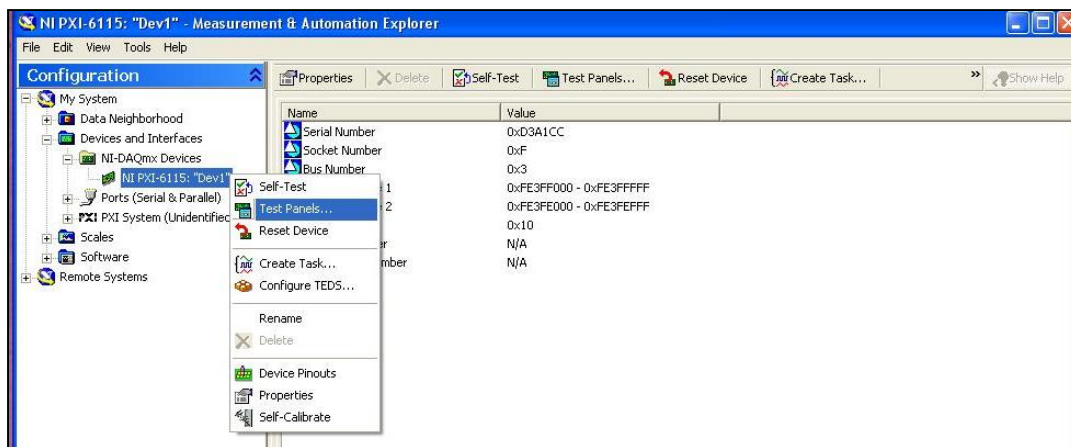 NI PXI-6115: "Dev1" - Measurement & Automation Explorer
File Edit View Tools Help
Configuration
Properties Delete Self-Test Test Panels... Reset Device Create Task... » Show Help
My System
Data Neighborhood
Devices and Interfaces
NI-DAQmx Devices
NI PXI-6115: "Dev1"
Ports (Serial & Parallel)
PXI PXI System (Unidentified
Scales
Software
Remote Systems
Name Value
Serial Number 0xD3A1CC
Socket Number 0xF
Bus Number 0x3
1 0xFE3FF000 - 0xFE3FFFFF
2 0xFE3FE000 - 0xFE3FEFFF
0x10
er N/A
mber N/A
Self-Test
Test Panels...
Reset Device
Create Task...
Configure TEDS...
Rename
Delete
Device Pinouts
Properties
Self-Calibrate